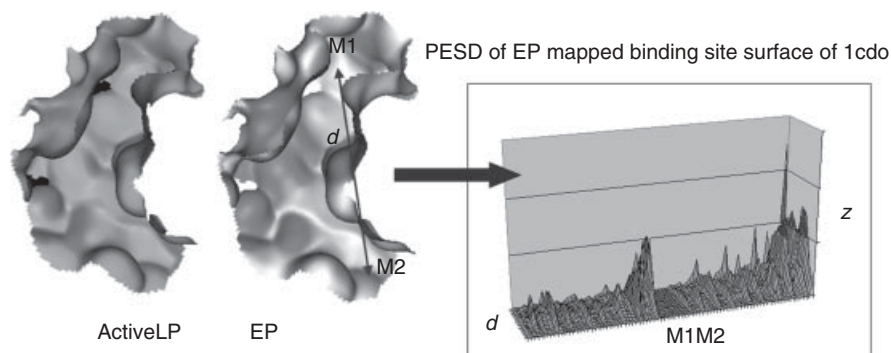 M1
PESD of EP mapped binding site surface of 1cdo
d
z
M2
d
M1M2
ActiveLP
EP